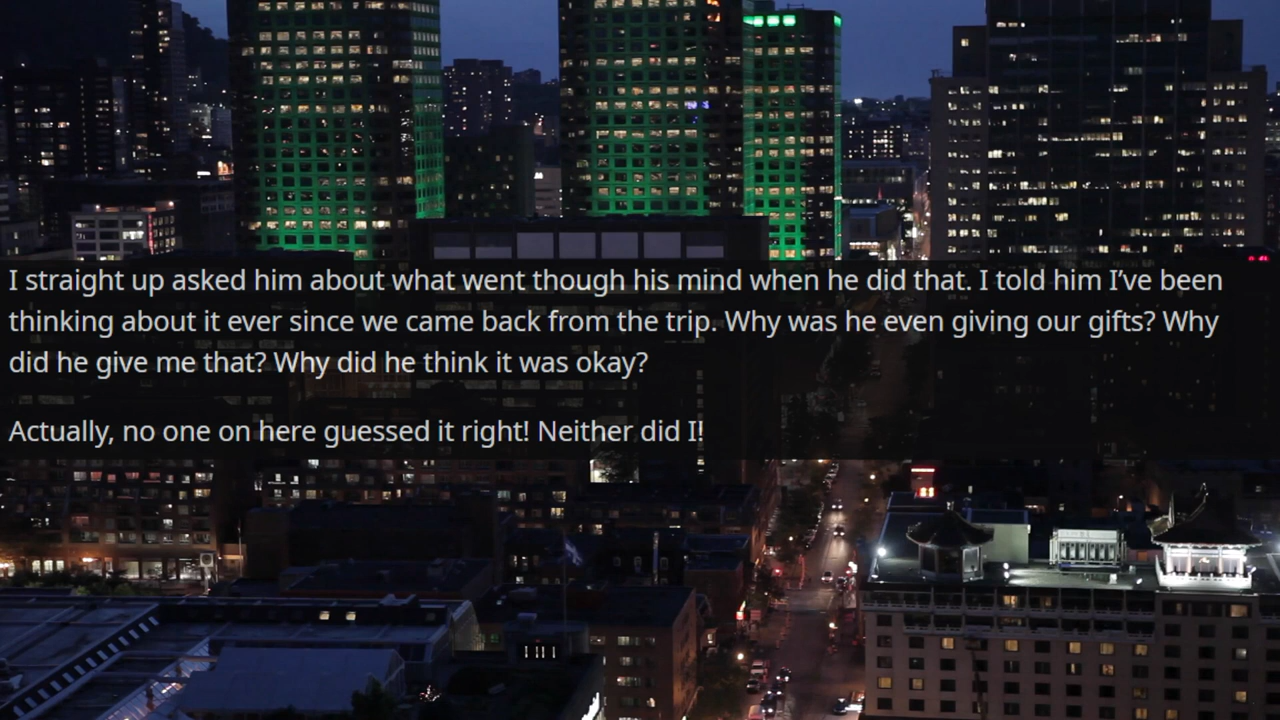 I straight up asked him about what went though his mind when he did that. I told him I’ve been
thinking about it ever since we came back from the trip. Why was he even giving our gifts? Why
did he give me that? Why did he think it was okay?
Actually, no one on here guessed it right! Neither did I!